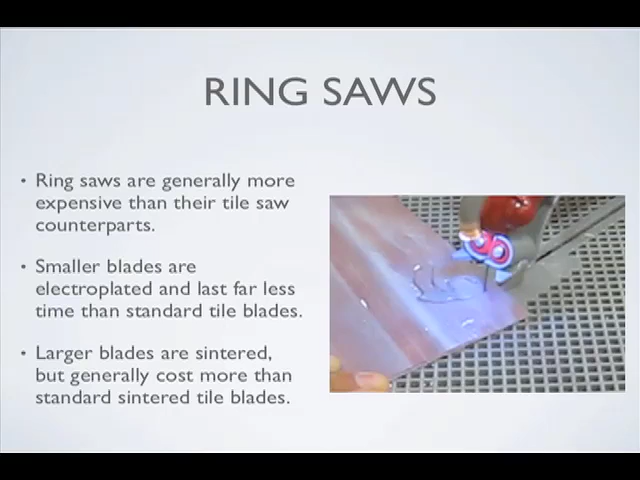 RING SAWS
• Ring saws are generally more
expensive than their tile saw
counterparts.
• Smaller blades are
electroplated and last far less
time than standard tile blades.
• Larger blades are sintered,
but generally cost more than
standard sintered tile blades.